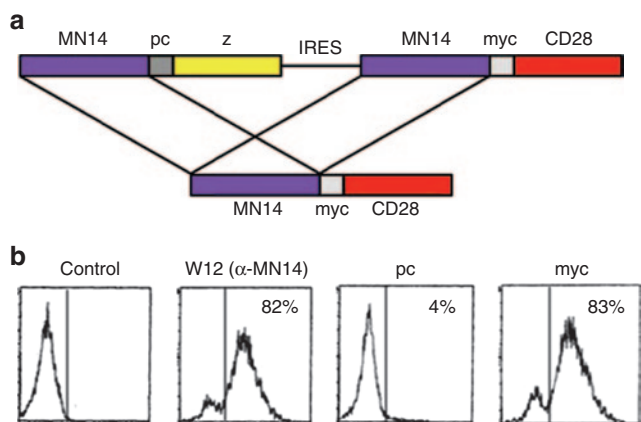 a
MN14 pc z IRES MN14 myc CD28
MN14 myc CD28
b
Control W12 (α-MN14) pc myc
82% 4% 83%